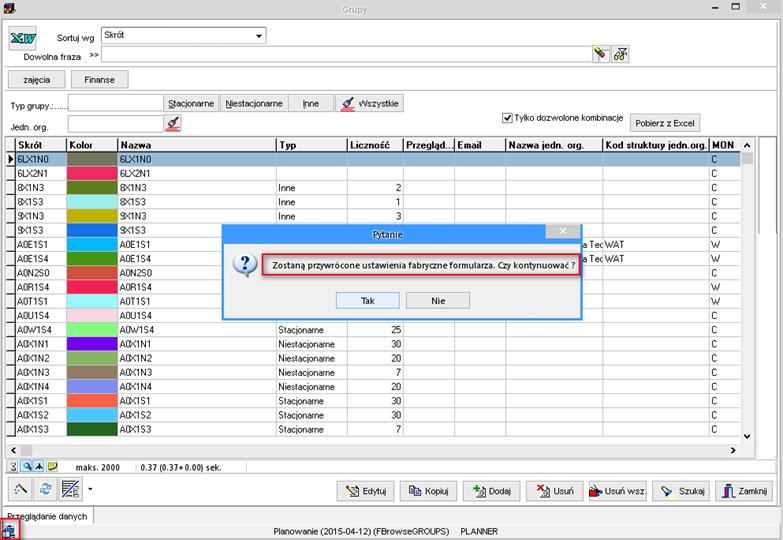 Grupy
Sortuj wg Skrót
Dowolna fraza >>
zajęcia Finanse
Typ grupy.:...... Stacjonarne Niestacjonarne Inne Wszystkie
Jedn. org. Tylko dozwolone kombinacje Pobierz z Excel
Skrót Kolor Nazwa Typ Liczność Przegląd... Email Nazwa jedn. org. Kod struktury jedn.org. MON
6LX1N0 6LX1N0 C
6LX2N1 6LX2N1 C
8X1N3 8X1N3 Inne 2 C
8X1S3 8X1S3 Inne 1 C
9X1N3 9X1N3 Inne 3 C
9X1S3 9X1S3 C
Pytanie
A0E1S1 A0E1S1 a Tec WAT W
A0E1S4 A0E1S4 a Tec WAT W
Zostaną przywrócone ustawienia fabryczne formularza. Czy kontynuować ?
A0N2S0 A0N2S0 C
A0R1S4 A0R1S4 W
A0T1S1 A0T1S1 W
Tak Nie
A0U1S4 A0U1S4 C
A0W1S4 A0W1S4 Stacjonarne 25 C
A0X1N1 A0X1N1 Niestacjonarne 30 C
A0X1N2 A0X1N2 Niestacjonarne 20 C
A0X1N3 A0X1N3 Niestacjonarne 7 C
A0X1N4 A0X1N4 Niestacjonarne 20 C
A0X1S1 A0X1S1 Stacjonarne 30 C
A0X1S2 A0X1S2 Stacjonarne 30 C
A0X1S3 A0X1S3 Stacjonarne 7 C
maks. 2000 0.37 (0.37+ 0.00) sek.
Edytuj Kopiuj Dodaj Usuń Usuń wsz. Szukaj Zamknij
Przeglądanie danych
Planowanie (2015-04-12) (FBrowseGROUPS) PLANNER